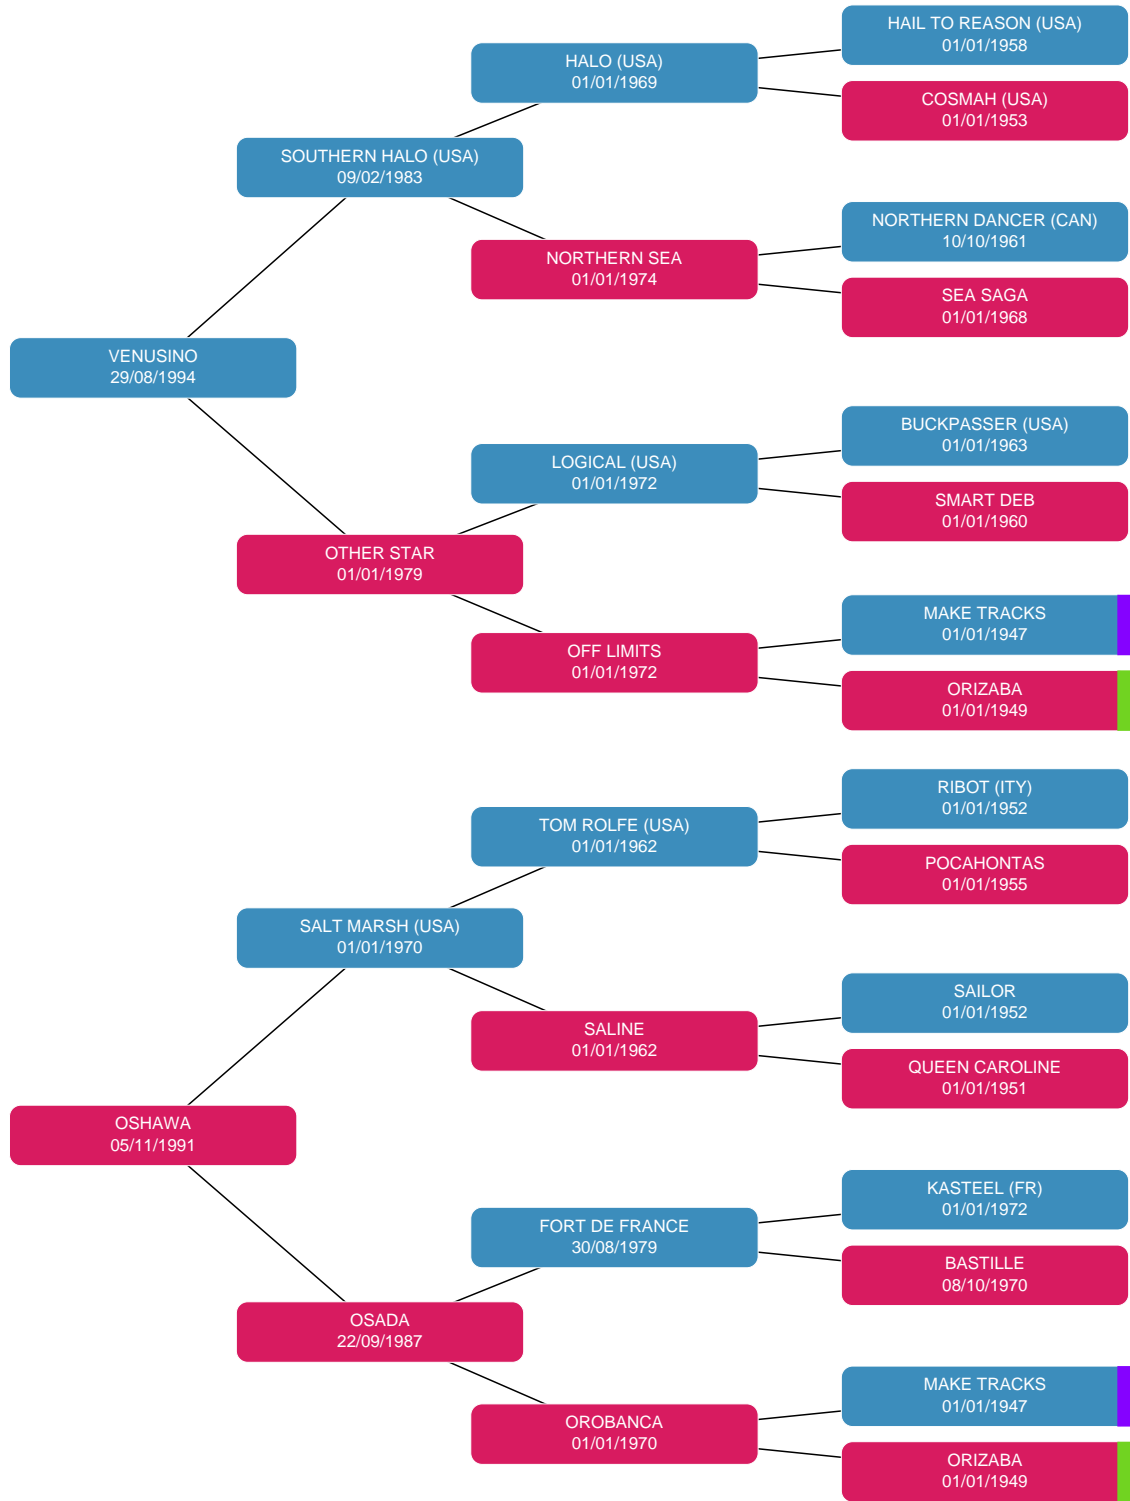 HAIL TO REASON (USA)
01/01/1958
HALO (USA)
01/01/1969
COSMAH (USA)
01/01/1953
SOUTHERN HALO (USA)
09/02/1983
NORTHERN DANCER (CAN)
10/10/1961
NORTHERN SEA
01/01/1974
SEA SAGA
01/01/1968
VENUSINO
29/08/1994
BUCKPASSER (USA)
01/01/1963
LOGICAL (USA)
01/01/1972
SMART DEB
01/01/1960
OTHER STAR
01/01/1979
MAKE TRACKS
01/01/1947
OFF LIMITS
01/01/1972
ORIZABA
01/01/1949
RIBOT (ITY)
01/01/1952
TOM ROLFE (USA)
01/01/1962
POCAHONTAS
01/01/1955
SALT MARSH (USA)
01/01/1970
SAILOR
01/01/1952
SALINE
01/01/1962
QUEEN CAROLINE
01/01/1951
OSHAWA
05/11/1991
KASTEEL (FR)
01/01/1972
FORT DE FRANCE
30/08/1979
BASTILLE
08/10/1970
OSADA
22/09/1987
MAKE TRACKS
01/01/1947
OROBANCA
01/01/1970
ORIZABA
01/01/1949